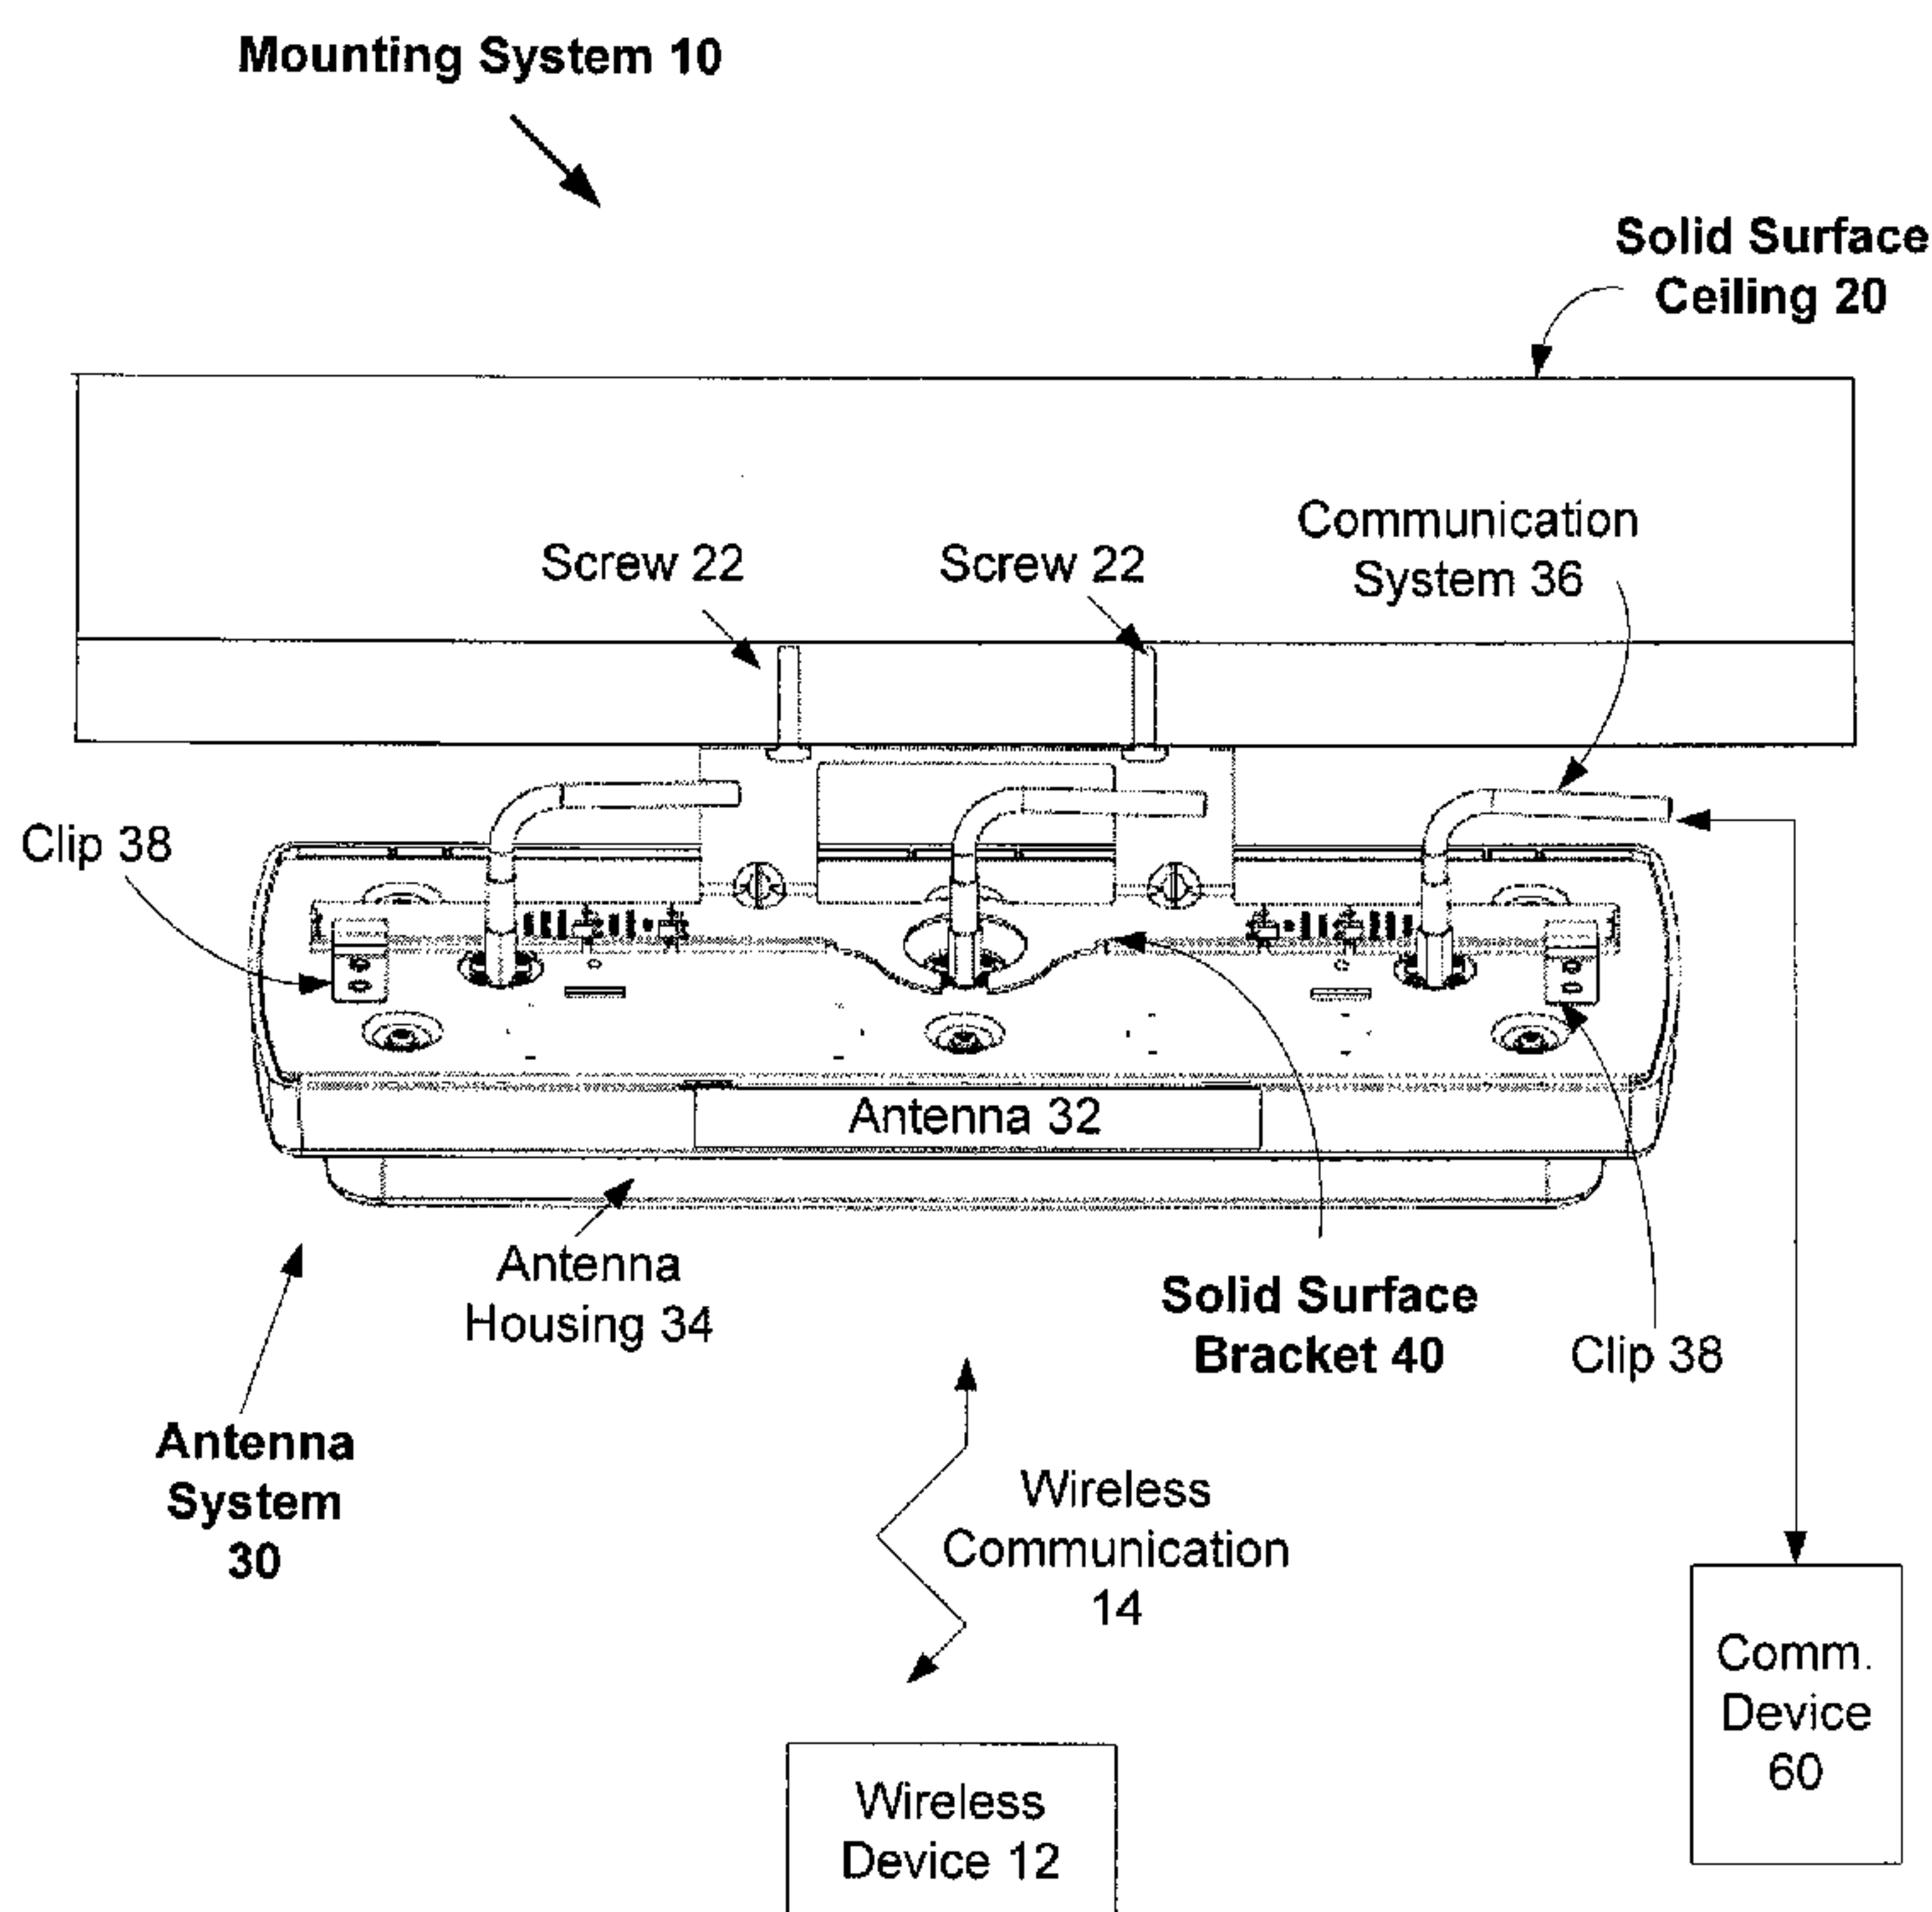 Mounting System 10
Solid Surface
Ceiling 20
Communication
System 36
Screw 22
Screw 22
Clip 38
Antenna 32
Antenna
Housing 34
Solid Surface
Bracket 40
Clip 38
Antenna
System
30
Wireless
Communication
14
Comm.
Device
60
Wireless
Device 12